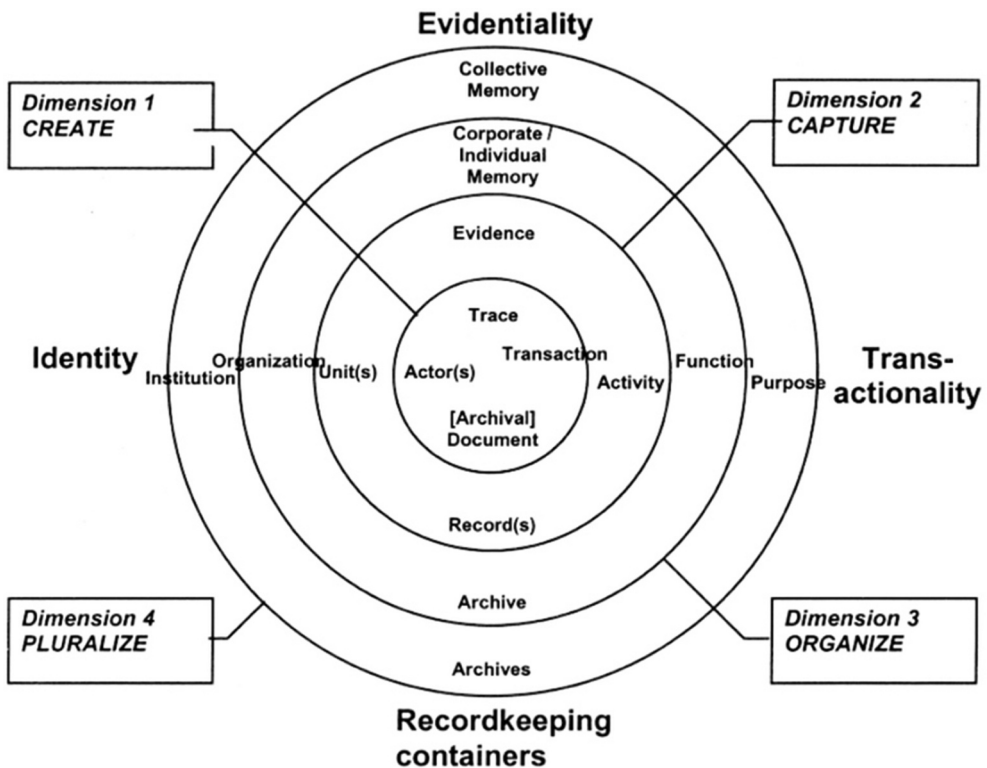 Evidentiality
Collective
Memory
Dimension 1
CREATE
Dimension 2
CAPTURE
Corporate /
Individual
Memory
Evidence
Trace
Transaction
Identity
Institution
Organization
Unit(s)
Actor(s)
Activity
Function
Purpose
Trans-
actionality
[Archival]
Document
Record(s)
Archive
Dimension 4
PLURALIZE
Dimension 3
ORGANIZE
Archives
Recordkeeping
containers